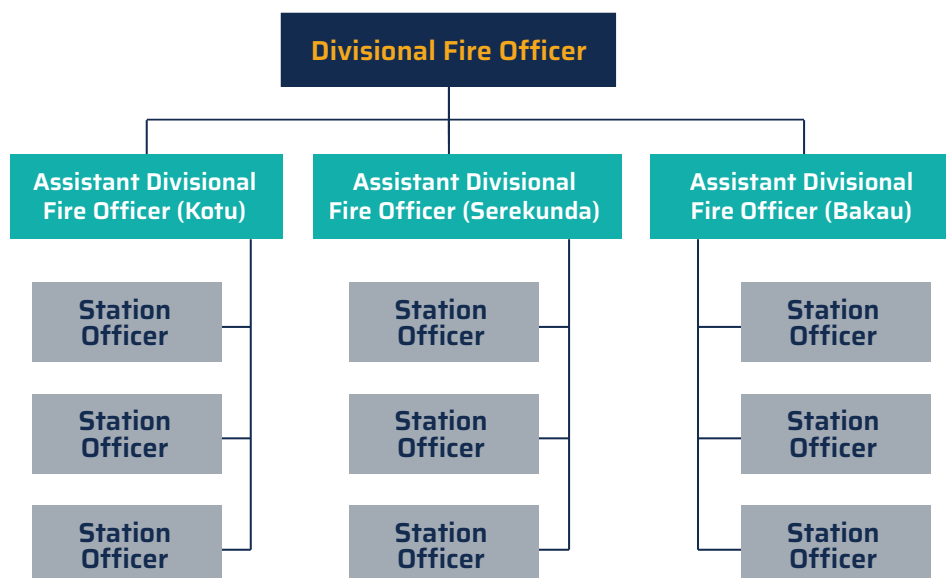 Divisional Fire Officer
Assistant Divisional
Fire Officer (Kotu)
Assistant Divisional
Fire Officer (Serekunda)
Assistant Divisional
Fire Officer (Bakau)
Station
Officer
Station
Officer
Station
Officer
Station
Officer
Station
Officer
Station
Officer
Station
Officer
Station
Officer
Station
Officer